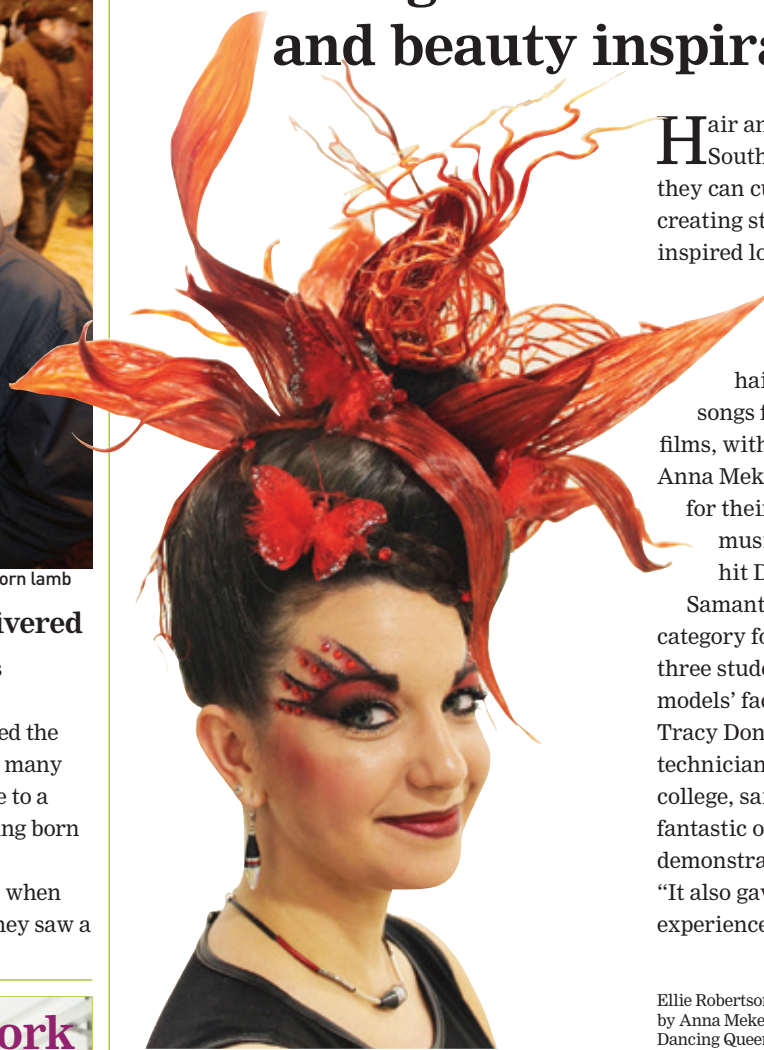 orn lamb
ivered
s
ed the
many
e to a
ng born
when
hey saw a
ork
and beauty inspira
Hair an
South
they can cu
creating st
inspired lo
hai
songs f
films, with
Anna Mek
for thei
mus
hit D
Samant
category fo
three stude
models’ fac
Tracy Don
technician
college, sa
fantastic o
demonstra
“It also gav
experience
Ellie Robertso
by Anna Meke
Dancing Queen